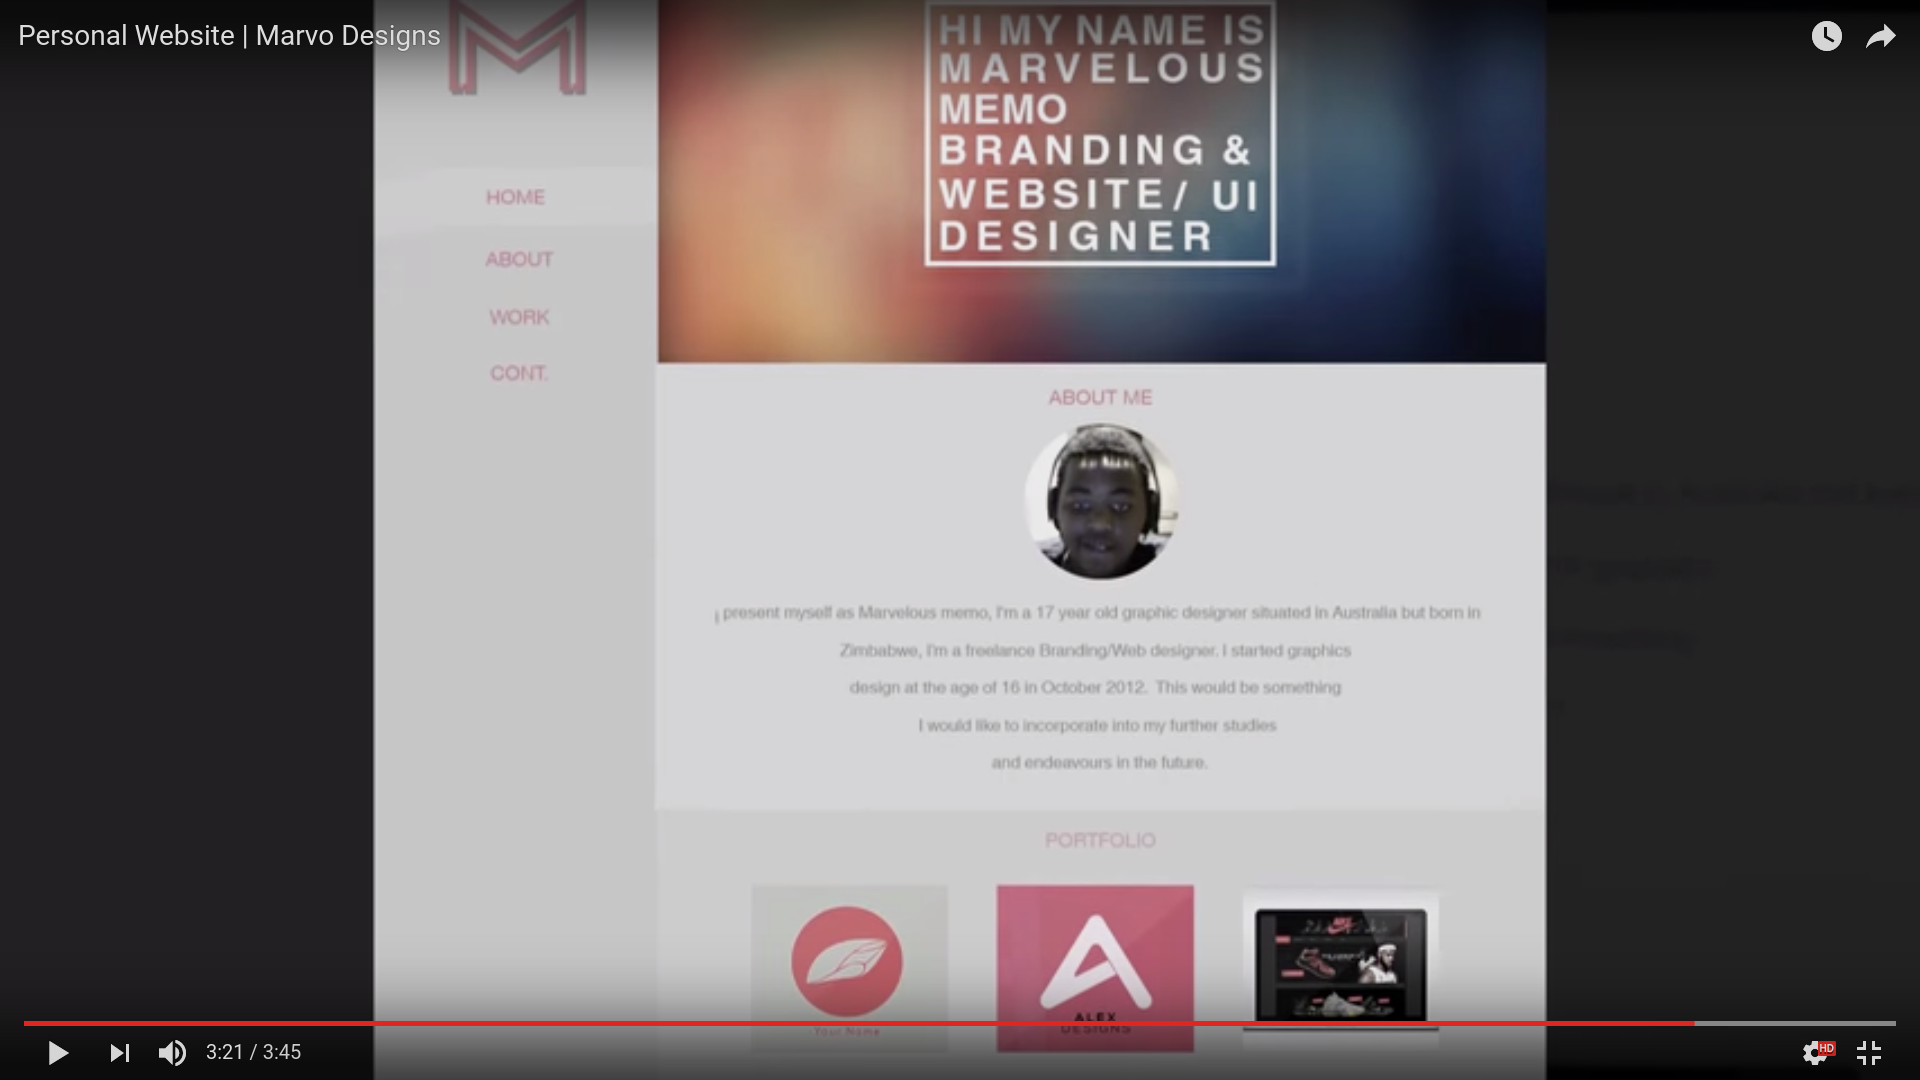 Personal Website | Marvo Designs
M
HI MY NAME IS
MARVELOUS
MEMO
BRANDING &
WEBSITE/ UI
DESIGNER
HOME
ABOUT
WORK
CONT.
ABOUT ME
i present myself as Marvelous memo, I'm a 17 year old graphic designer situated in Australia but born in
Zimbabwe, I'm a freelance Branding/Web designer. I started graphics
design at the age of 16 in October 2012. This would be something
I would like to incorporate into my further studies
and endeavours in the future.
PORTFOLIO
Your Name
ALEX
DESIGNS
3:21 / 3:45
HD